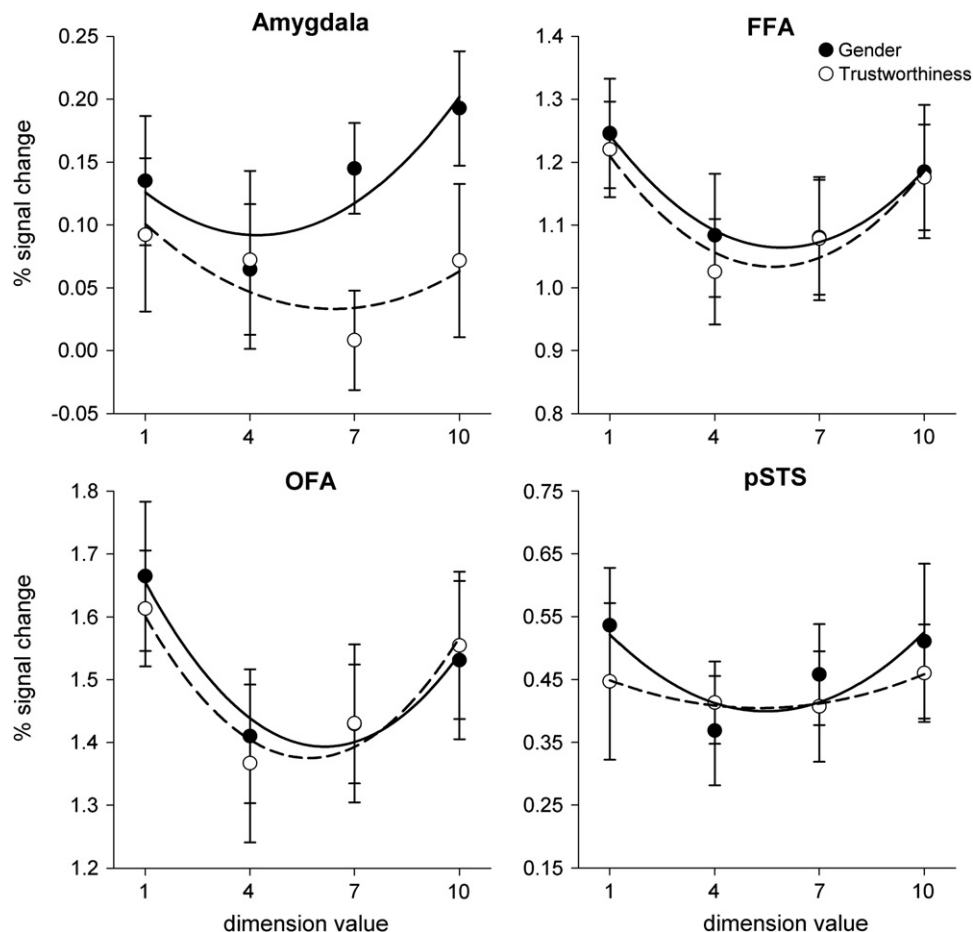 Amygdala
% signal change
0.25
0.20
0.15
0.10
0.05
0.00
-0.05
1 4 7 10
FFA
Gender
Trustworthiness
1.4
1.3
1.2
1.1
1.0
0.9
0.8
1 4 7 10
OFA
% signal change
1.8
1.7
1.6
1.5
1.4
1.3
1.2
1 4 7 10
dimension value
pSTS
0.75
0.65
0.55
0.45
0.35
0.25
0.15
1 4 7 10
dimension value